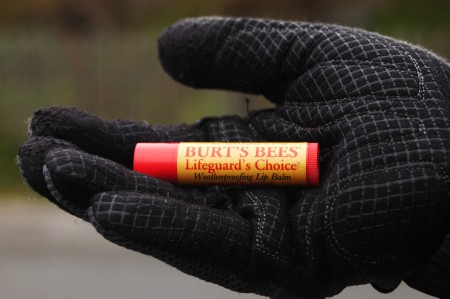 BURT'S BEES
Lifeguard's Choice
Weatherproofing Lip Balm